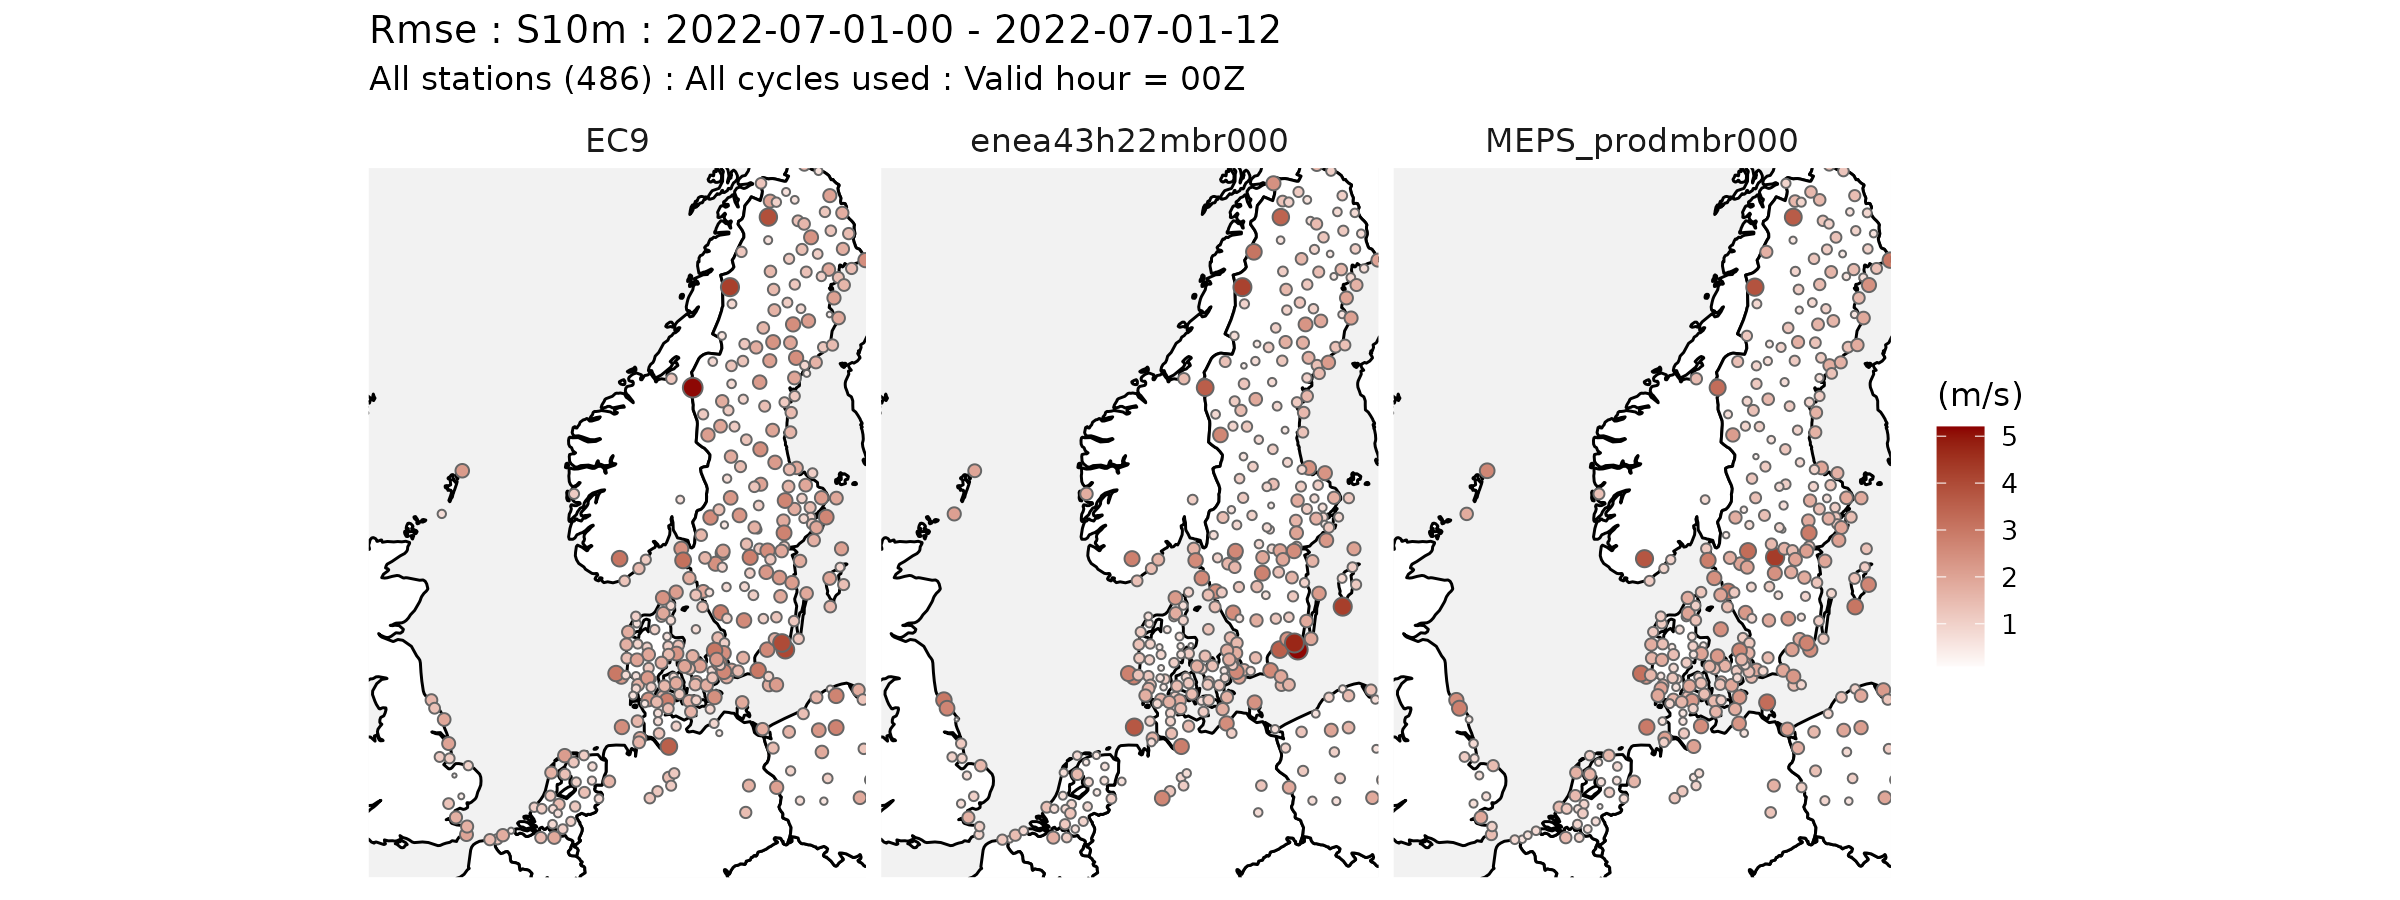 Rmse : S10m : 2022-07-01-00 - 2022-07-01-12
All stations (486) : All cycles used : Valid hour = 00Z
EC9
enea43h22mbr000
MEPS_prodmbr000
(m/s)
5
4
3
2
1